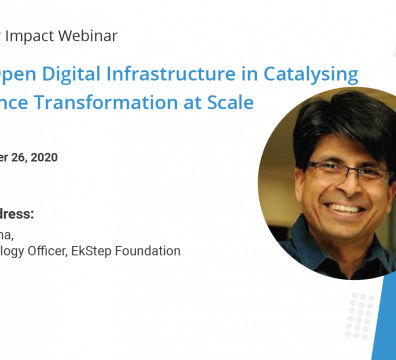 Impact Webinar
Open Digital Infrastructure in Catalysing
nce Transformation at Scale
er 26, 2020
dress:
na,
logy Officer, EkStep Foundation